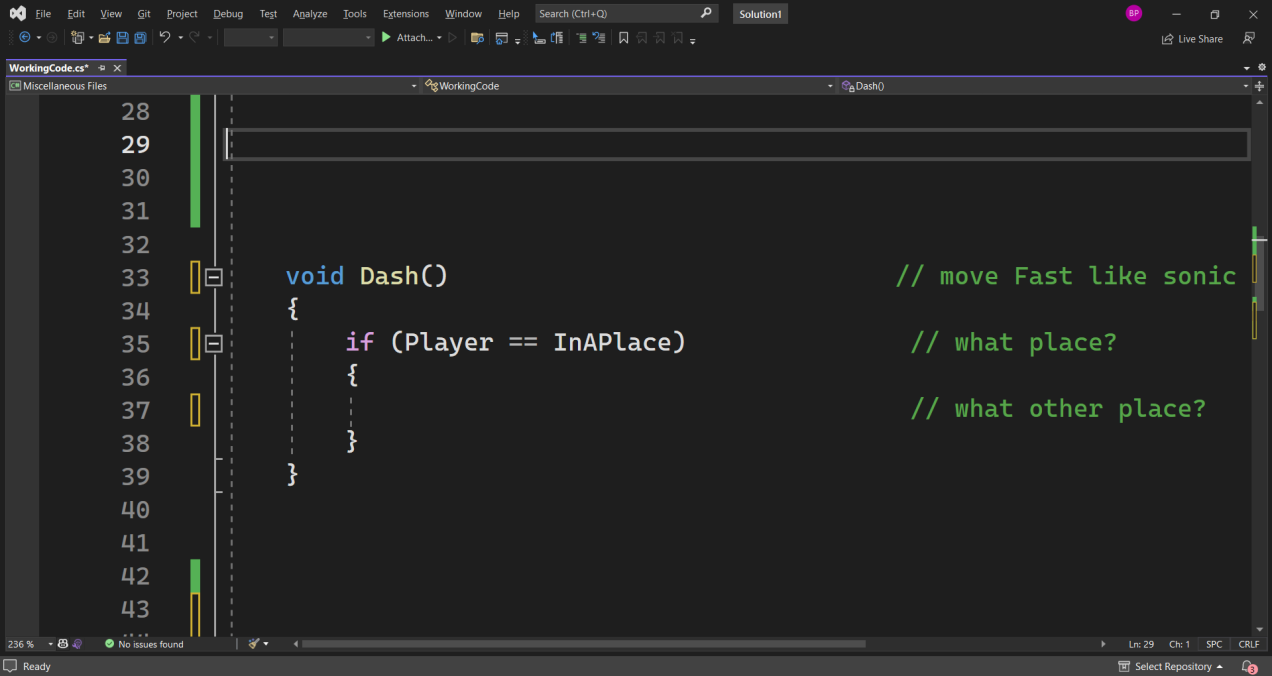 File Edit View Git Project Debug Test Analyze Tools Extensions Window Help Search (Ctrl+Q) Solution1 BP
Attach... Live Share
WorkingCode.cs*
Miscellaneous Files WorkingCode Dash()
28
29
30
31
32
33 void Dash() // move Fast like sonic
34 {
35 if (Player == InAPlace) // what place?
36 {
37 // what other place?
38 }
39 }
40
41
42
43
236 % No issues found Ln: 29 Ch: 1 SPC CRLF
Ready Select Repository 3